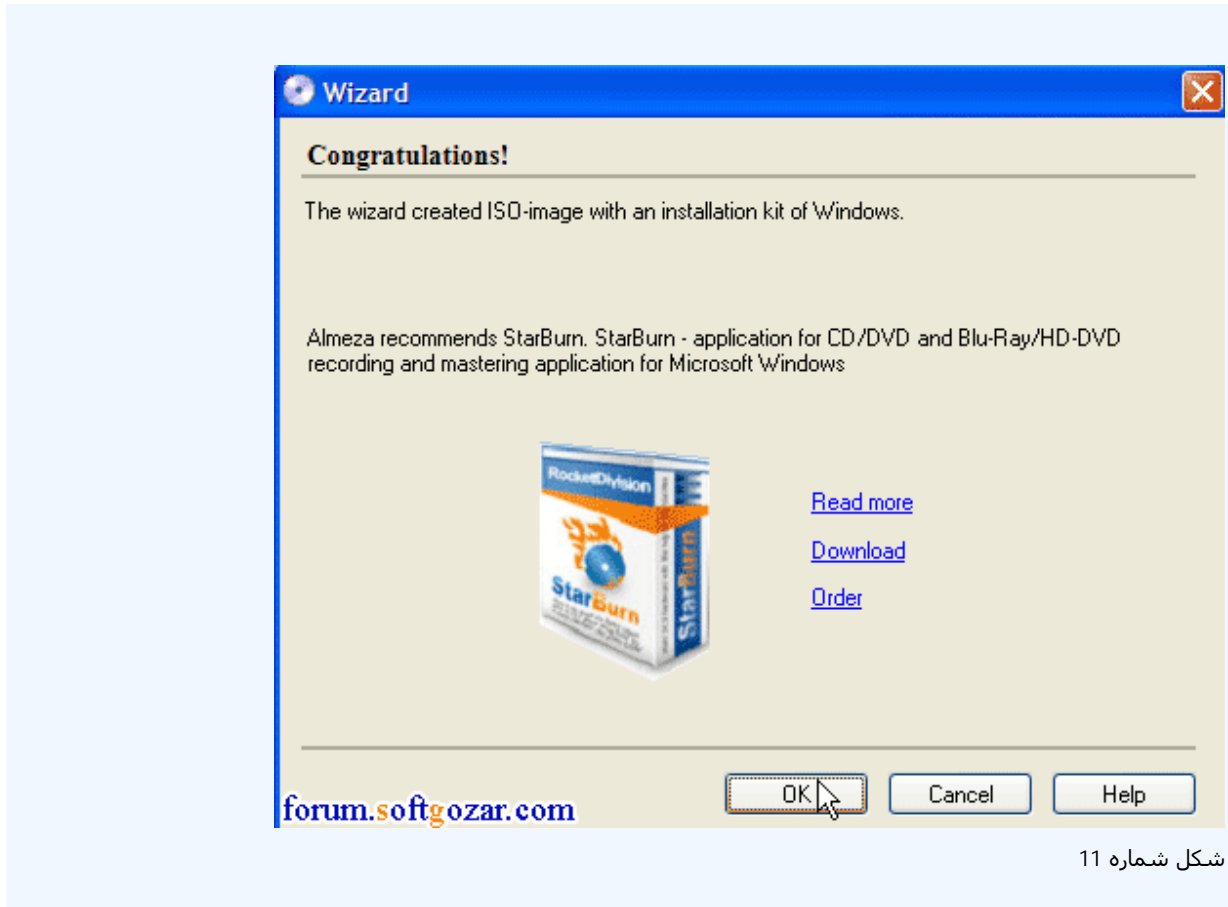 Wizard
Congratulations!
The wizard created ISO-image with an installation kit of Windows.
Almeza recommends StarBurn. StarBurn - application for CD/DVD and Blu-Ray/HD-DVD
recording and mastering application for Microsoft Windows
RocketDivision
StarBurn
StarBurn
Read more
Download
Order
OK
Cancel
Help
forum.softgozar.com
شکل شماره 11